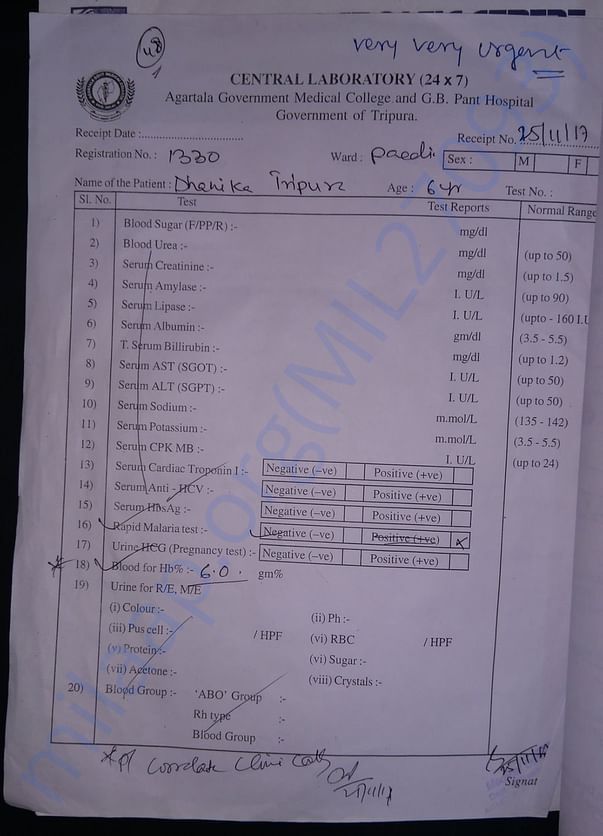 48
very very urgent
CENTRAL LABORATORY (24 x 7)
Agartala Government Medical College and G.B. Pant Hospital
Government of Tripura.
Receipt Date :........................... Receipt No. 25/11/17
Registration No. : 1330 Ward : Paedi Sex : M F
Name of the Patient : Dhanika Tripura Age : 6 yr Test No. :
Sl. No. Test Test Reports Normal Range
1) Blood Sugar (F/PP/R) :- mg/dl
2) Blood Urea :- mg/dl (up to 50)
3) Serum Creatinine :- mg/dl (up to 1.5)
4) Serum Amylase :- I. U/L (up to 90)
5) Serum Lipase :- I. U/L (upto - 160 I.U
6) Serum Albumin :- gm/dl (3.5 - 5.5)
7) T. Serum Billirubin :- mg/dl (up to 1.2)
8) Serum AST (SGOT) :- I. U/L (up to 50)
9) Serum ALT (SGPT) :- I. U/L (up to 50)
10) Serum Sodium :- m.mol/L (135 - 142)
11) Serum Potassium :- m.mol/L (3.5 - 5.5)
12) Serum CPK MB :- I. U/L (up to 24)
13) Serum Cardiac Troponin I :- Negative (–ve) Positive (+ve)
14) Serum Anti - HCV :- Negative (–ve) Positive (+ve)
15) Serum HbsAg :- Negative (–ve) Positive (+ve)
16) Rapid Malaria test :- Negative (–ve) Positive (+ve) x
17) Urine HCG (Pregnancy test) :- Negative (–ve) Positive (+ve)
18) Blood for Hb% :- 6.0 . gm%
19) Urine for R/E, M/E
(i) Colour :- (ii) Ph :-
(iii) Pus cell :- / HPF (vi) RBC / HPF
(v) Protein :- (vi) Sugar :-
(vii) Acetone :- (viii) Crystals :-
20) Blood Group :- 'ABO' Group :-
Rh type :-
Blood Group :-
Clinically
25/11/17
Signat